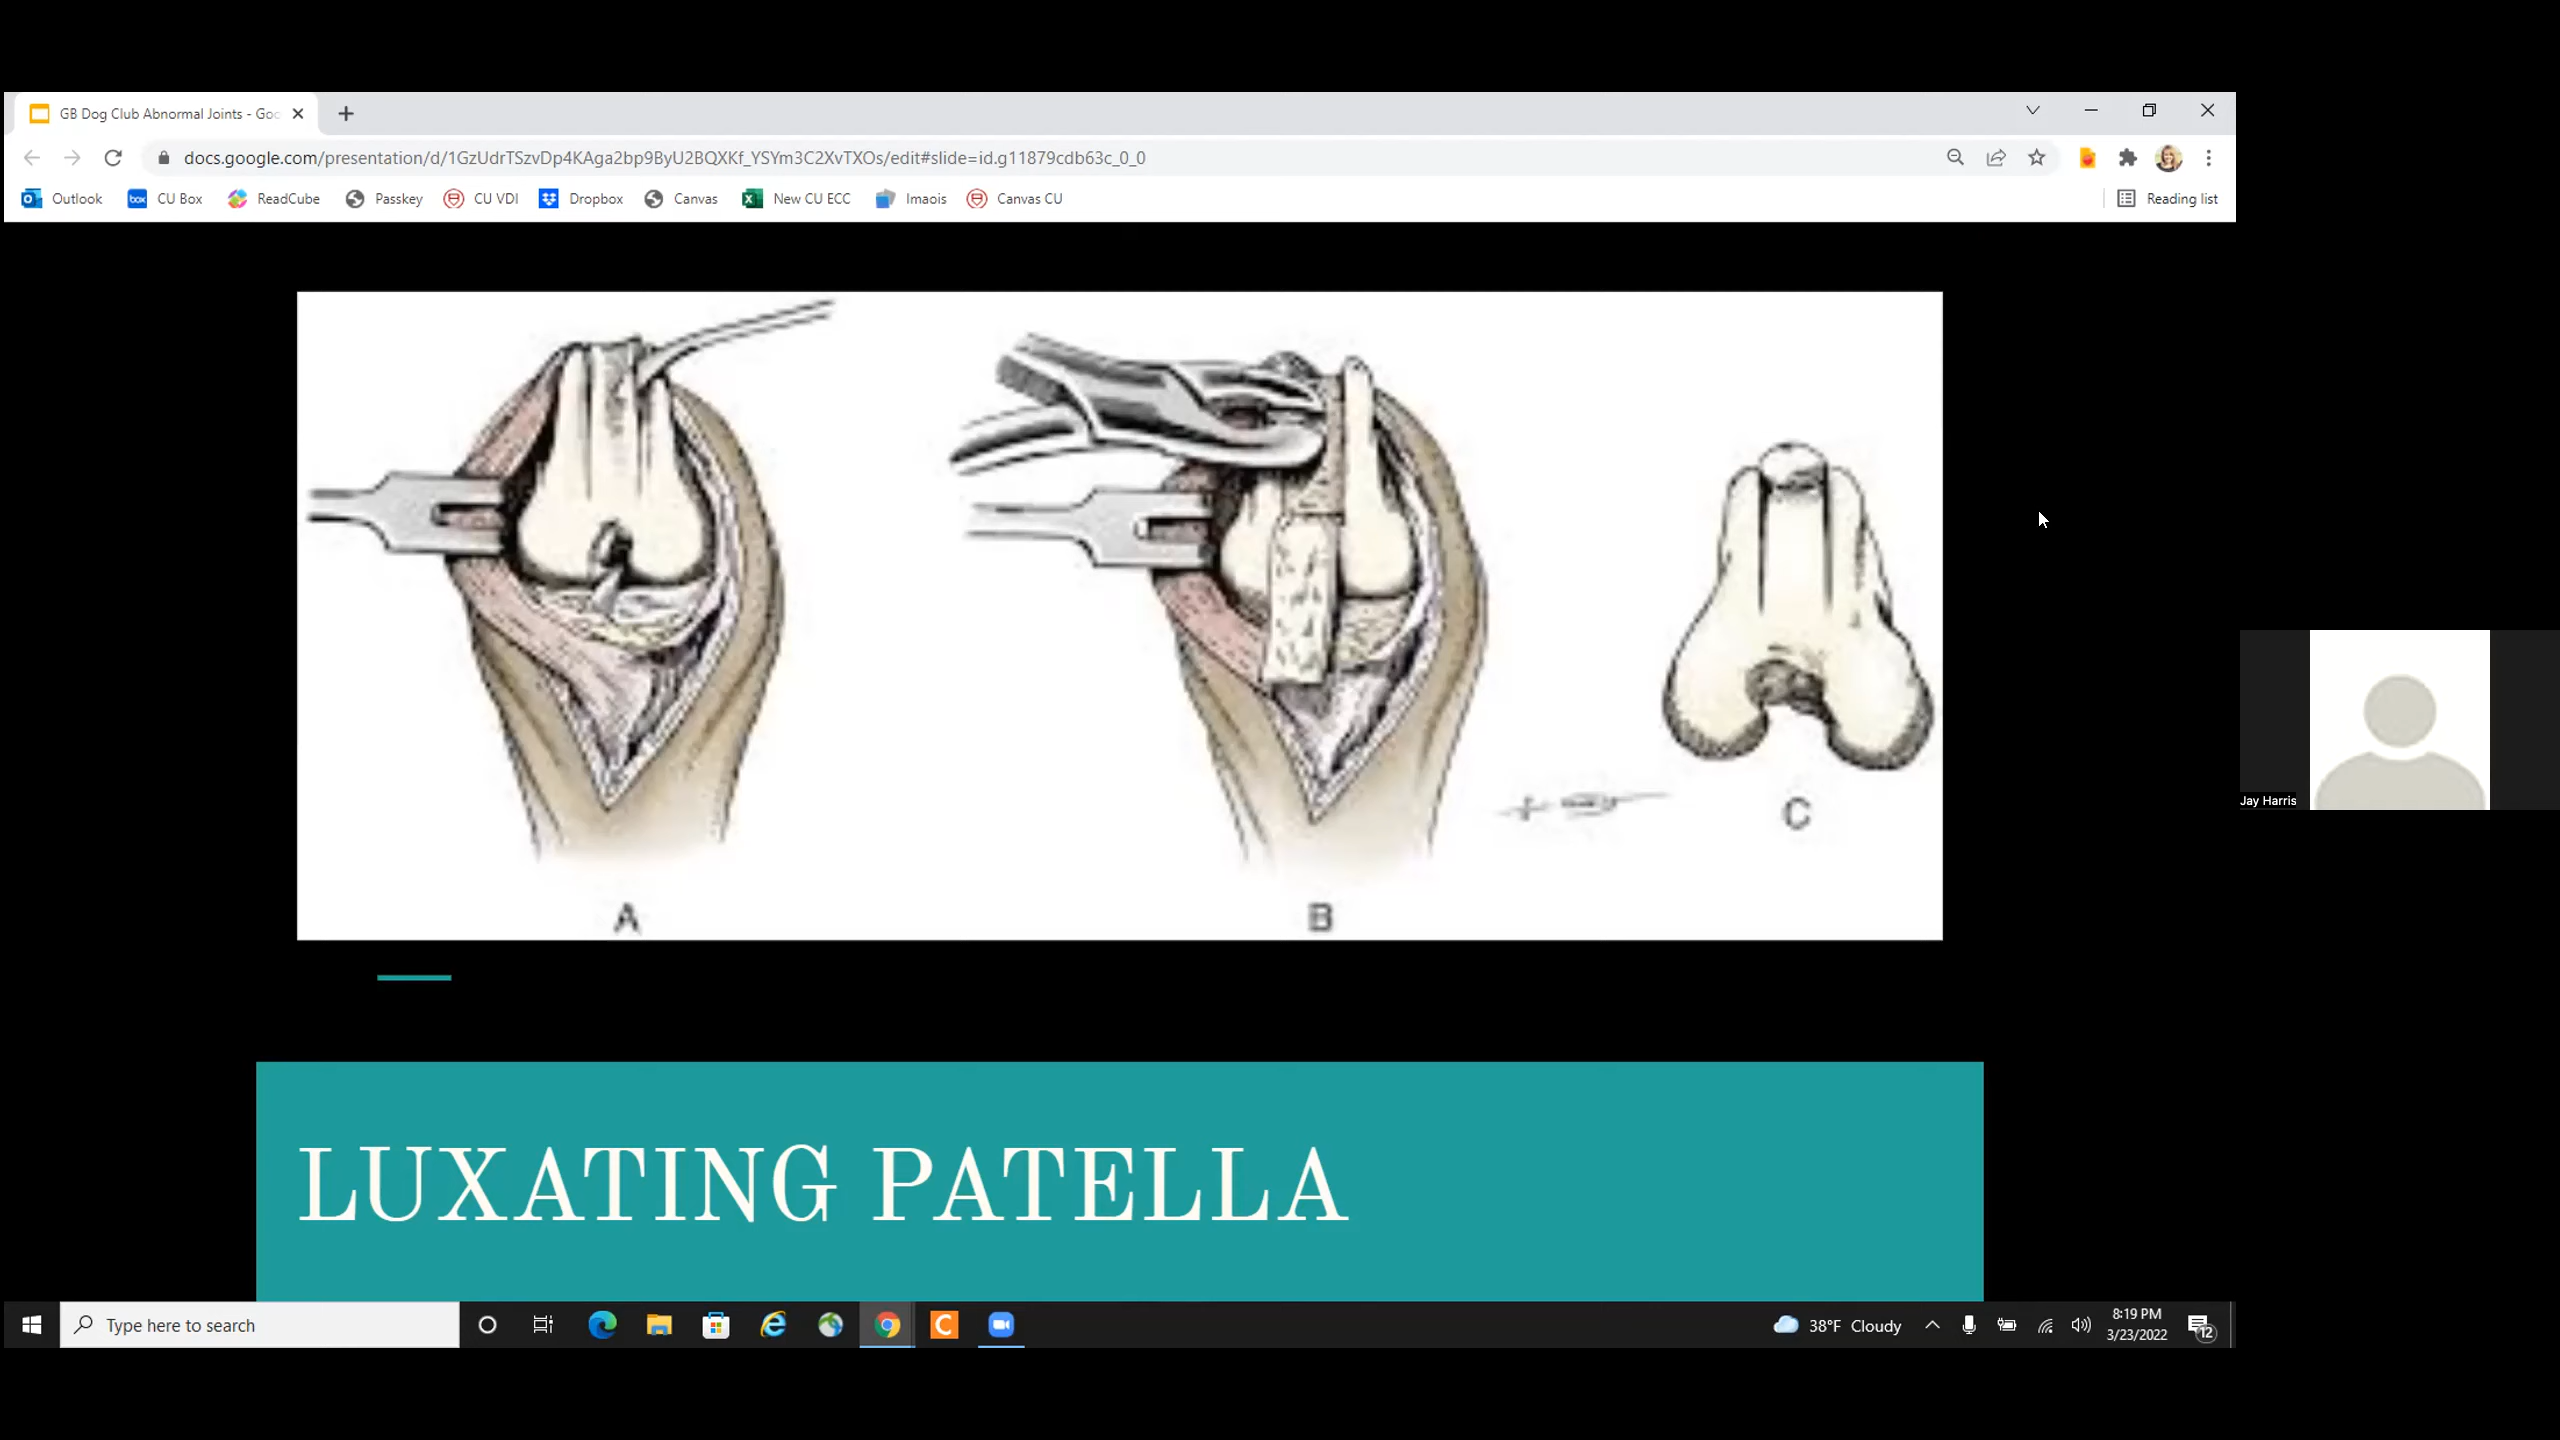 GB Dog Club Abnormal Joints - Goo
docs.google.com/presentation/d/1GzUdrTSzvDp4KAga2bp9ByU2BQXKf_YSYm3C2XvTXOs/edit#slide=id.g11879cdb63c_0_0
Outlook CU Box ReadCube Passkey CU VDI Dropbox Canvas New CU ECC Imaois Canvas CU Reading list
A
B
C
Jay Harris
LUXATING PATELLA
Type here to search
38°F Cloudy
8:19 PM
3/23/2022
12